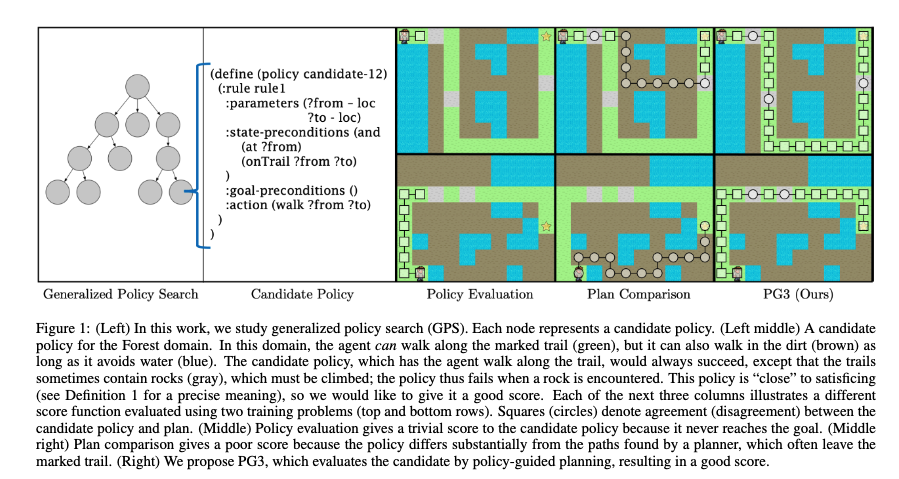 (define (policy candidate-12)
(:rule rule1
:parameters (?from – loc
?to - loc)
:state-preconditions (and
(at ?from)
(onTrail ?from ?to)
)
:goal-preconditions ()
:action (walk ?from ?to)
)
)
Generalized Policy Search
Candidate Policy
Policy Evaluation
Plan Comparison
PG3 (Ours)
Figure 1: (Left) In this work, we study generalized policy search (GPS). Each node represents a candidate policy. (Left middle) A candidate
policy for the Forest domain. In this domain, the agent can walk along the marked trail (green), but it can also walk in the dirt (brown) as
long as it avoids water (blue). The candidate policy, which has the agent walk along the trail, would always succeed, except that the trails
sometimes contain rocks (gray), which must be climbed; the policy thus fails when a rock is encountered. This policy is “close” to satisficing
(see Definition 1 for a precise meaning), so we would like to give it a good score. Each of the next three columns illustrates a different
score function evaluated using two training problems (top and bottom rows). Squares (circles) denote agreement (disagreement) between the
candidate policy and plan. (Middle) Policy evaluation gives a trivial score to the candidate policy because it never reaches the goal. (Middle
right) Plan comparison gives a poor score because the policy differs substantially from the paths found by a planner, which often leave the
marked trail. (Right) We propose PG3, which evaluates the candidate by policy-guided planning, resulting in a good score.